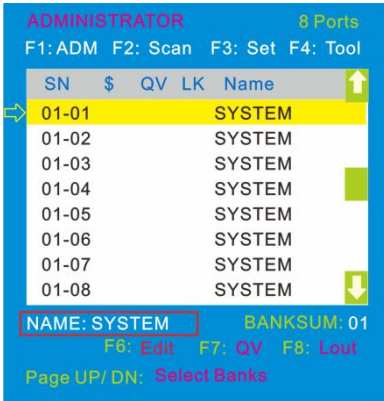 ADMINISTRATOR 8 Ports
F1: ADM F2: Scan F3: Set F4: Tool
SN $ QV LK Name
01-01 SYSTEM
01-02 SYSTEM
01-03 SYSTEM
01-04 SYSTEM
01-05 SYSTEM
01-06 SYSTEM
01-07 SYSTEM
01-08 SYSTEM
NAME: SYSTEM BANKSUM: 01
F6: Edit F7: QV F8: Lout
Page UP/ DN: Select Banks